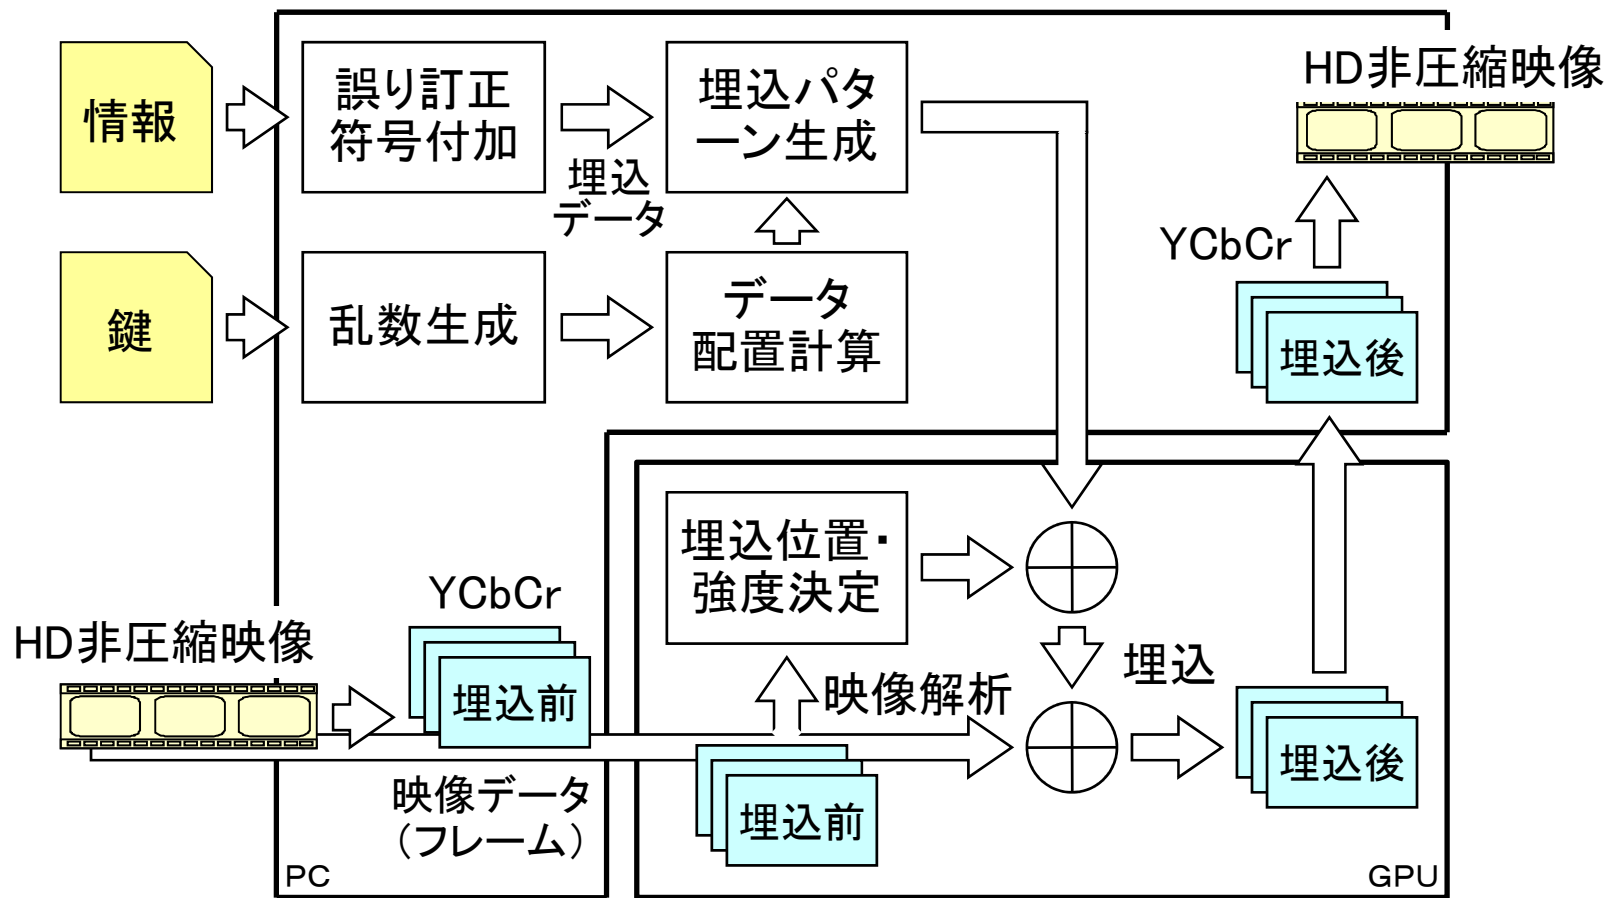 情報
誤り訂正
符号付加
埋込
データ
埋込パタ
ーン生成
HD非圧縮映像
鍵
乱数生成
データ
配置計算
YCbCr
埋込後
埋込位置・
強度決定
YCbCr
HD非圧縮映像
埋込前
映像解析
埋込
埋込後
映像データ
（フレーム）
埋込前
PC
GPU